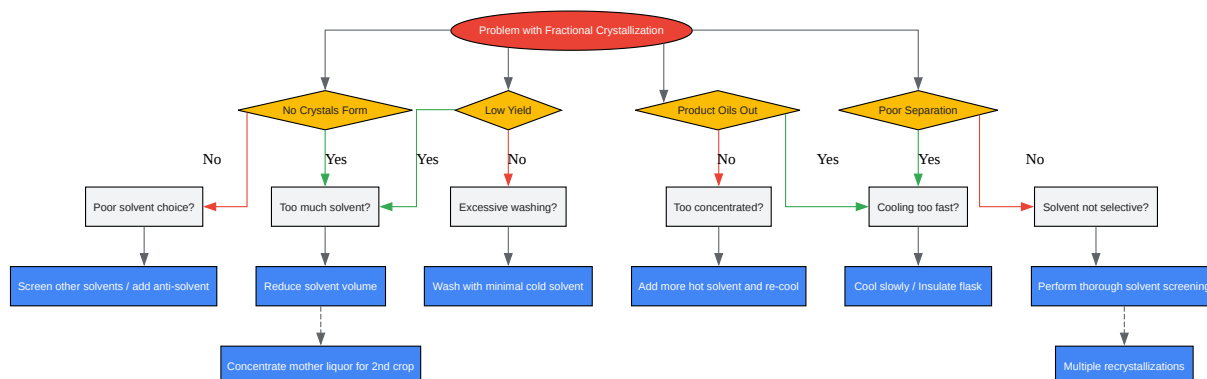 Problem with Fractional Crystallization
No Crystals Form
Low Yield
Product Oils Out
Poor Separation
No
Yes
Yes
No
No
Yes
Yes
No
Poor solvent choice?
Too much solvent?
Excessive washing?
Too concentrated?
Cooling too fast?
Solvent not selective?
Screen other solvents / add anti-solvent
Reduce solvent volume
Wash with minimal cold solvent
Add more hot solvent and re-cool
Cool slowly / Insulate flask
Perform thorough solvent screening
Concentrate mother liquor for 2nd crop
Multiple recrystallizations